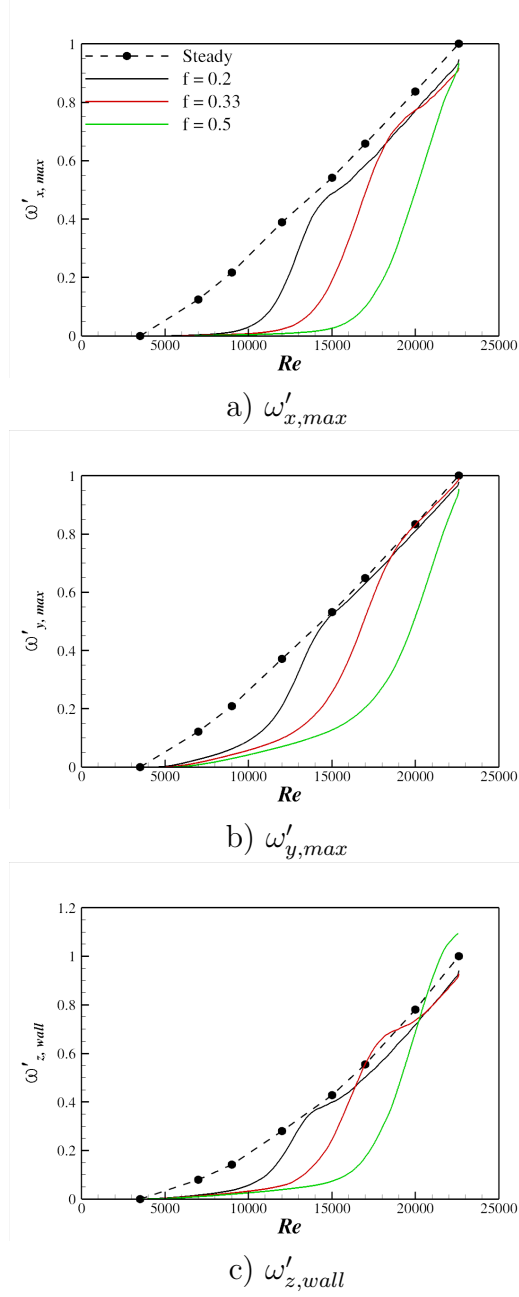 1
0.8
0.6
0.4
0.2
0
ω'x, max
Steady
f = 0.2
f = 0.33
f = 0.5
0 5000 10000 15000 20000 25000
Re
a) ω′x,max
1
0.8
0.6
0.4
0.2
0
ω'y, max
0 5000 10000 15000 20000 25000
Re
b) ω′y,max
1.2
1
0.8
0.6
0.4
0.2
0
ω'z, wall
0 5000 10000 15000 20000 25000
Re
c) ω′z,wall